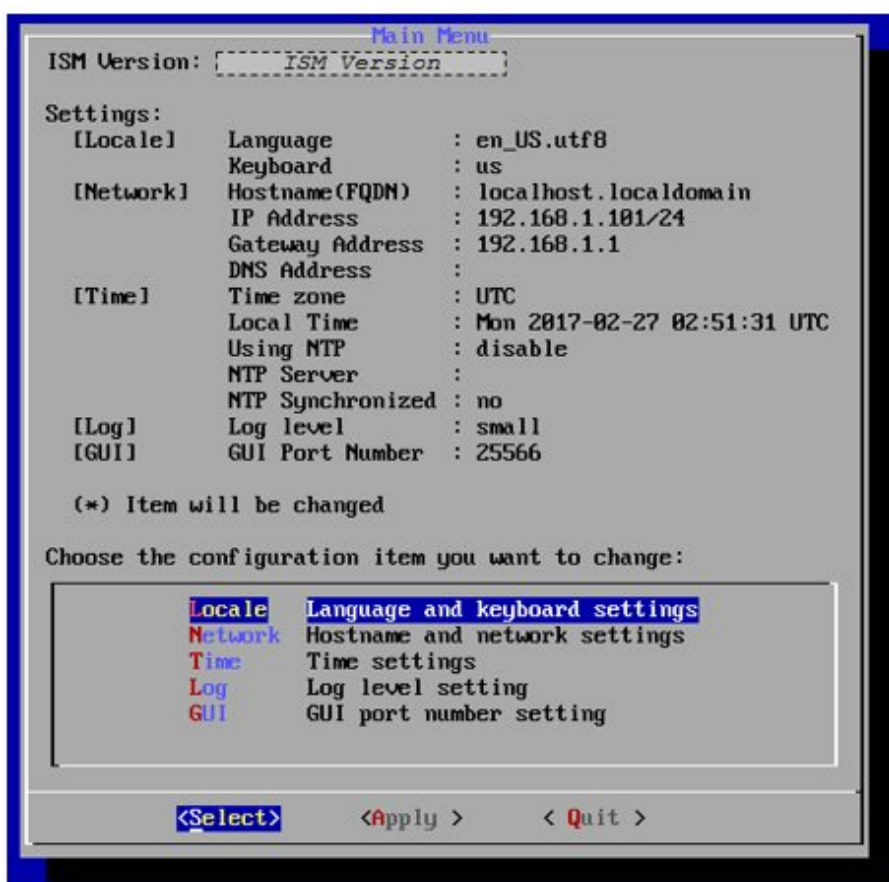 Main Menu
ISM Version: ISM Version
Settings:
[Locale] Language : en_US.utf8
Keyboard : us
[Network] Hostname(FQDN) : localhost.localdomain
IP Address : 192.168.1.101/24
Gateway Address : 192.168.1.1
DNS Address :
[Time] Time zone : UTC
Local Time : Mon 2017-02-27 02:51:31 UTC
Using NTP : disable
NTP Server :
NTP Synchronized : no
[Log] Log level : small
[GUI] GUI Port Number : 25566
(*) Item will be changed
Choose the configuration item you want to change:
Locale Language and keyboard settings
Network Hostname and network settings
Time Time settings
Log Log level setting
GUI GUI port number setting
<Select> <Apply > < Quit >